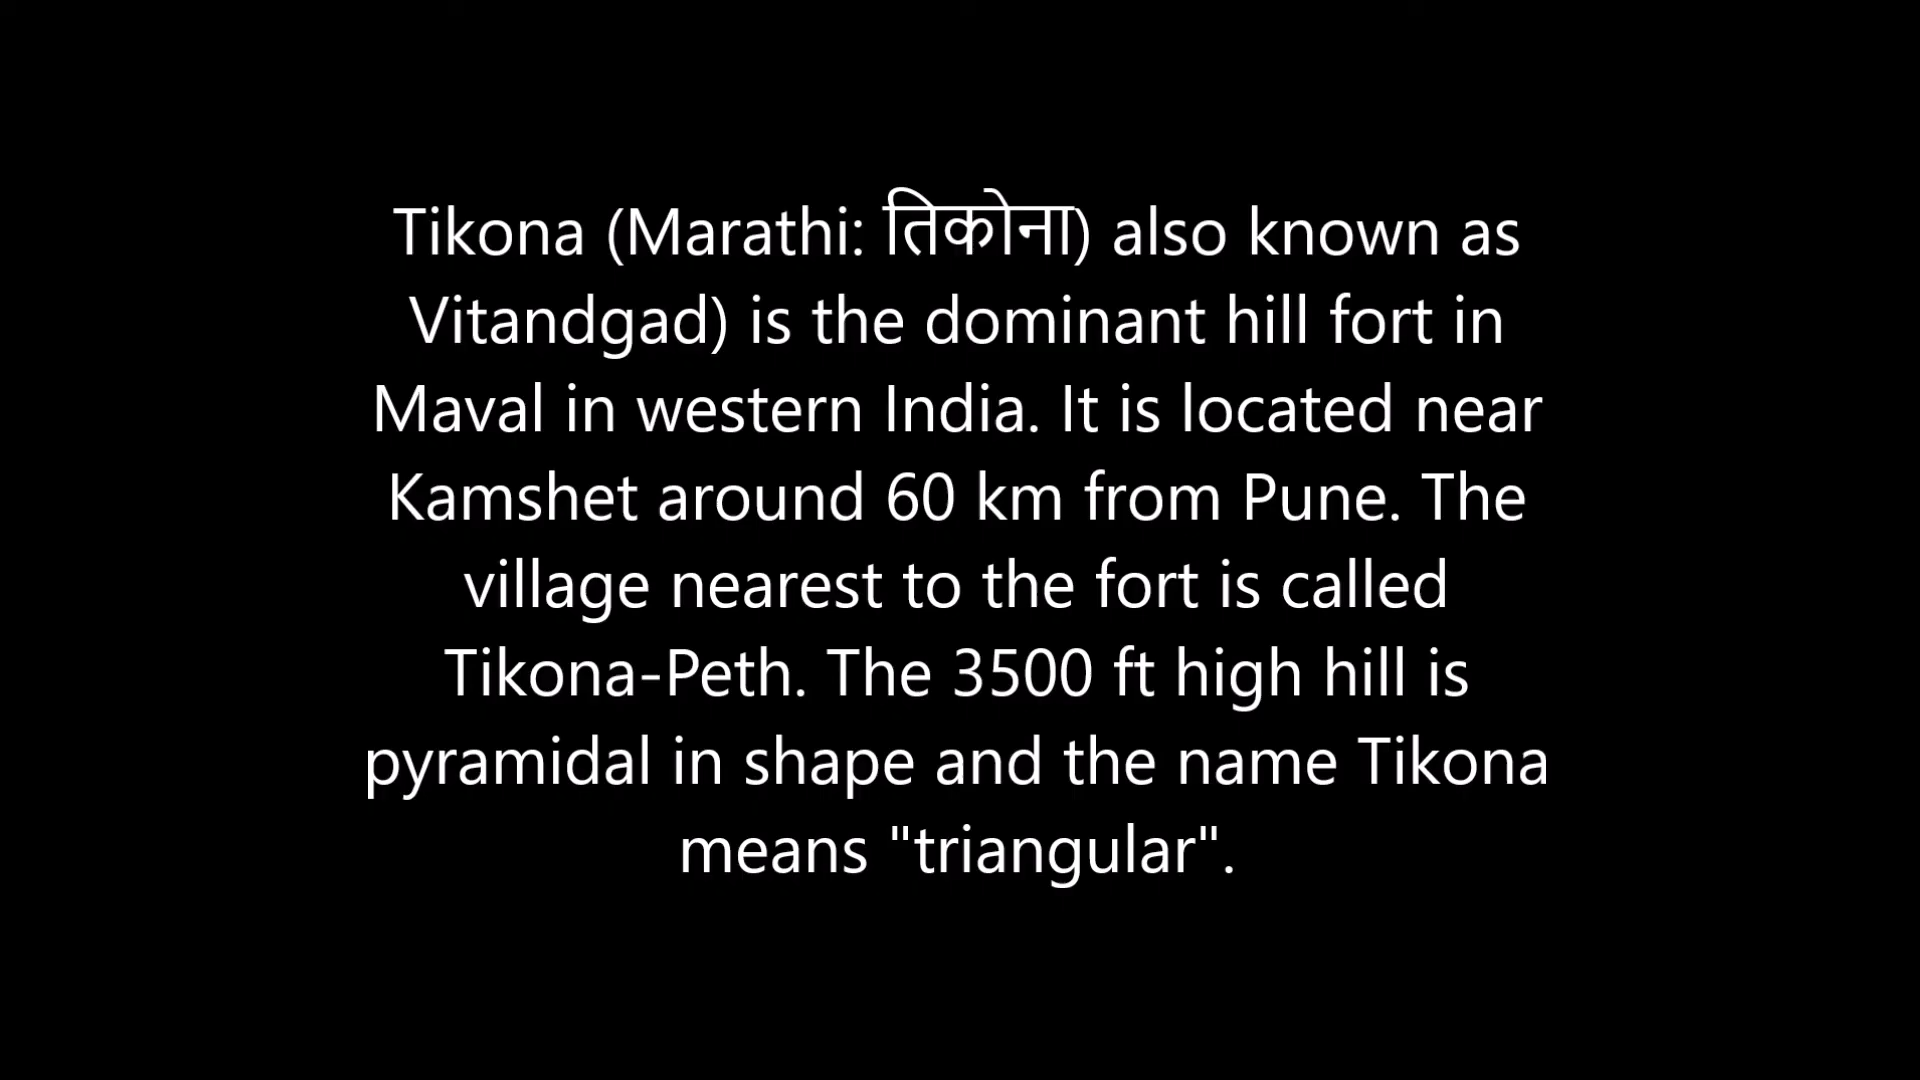 Tikona (Marathi: तिकोना) also known as
Vitandgad) is the dominant hill fort in
Maval in western India. It is located near
Kamshet around 60 km from Pune. The
village nearest to the fort is called
Tikona-Peth. The 3500 ft high hill is
pyramidal in shape and the name Tikona
means "triangular".